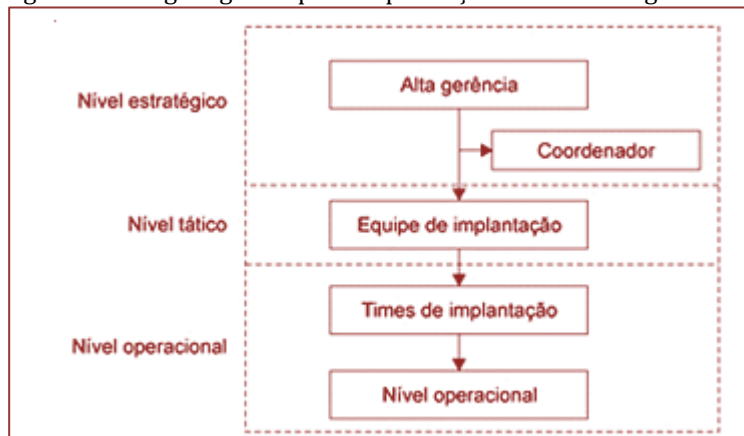 Alta gerência
Nível estratégico
Coordenador
Nível tático
Equipe de implantação
Times de implantação
Nível operacional
Nível operacional